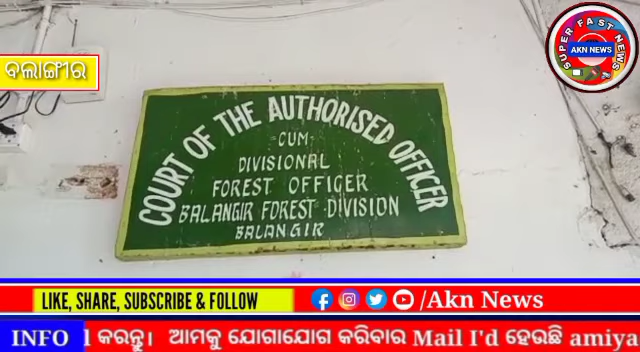 ବଲାଙ୍ଗୀର
SUPER FAST NEWS
AKN NEWS
COURT OF THE AUTHORISED OFFICER
CUM
DIVISIONAL
FOREST OFFICER
BALANGIR FOREST DIVISION
BALANGIR
LIKE, SHARE, SUBSCRIBE & FOLLOW
/Akn News
INFO
l କରନ୍ତୁ। ଆମକୁ ଯୋଗାଯୋଗ କରିବାର Mail I'd ହେଉଛି amiya